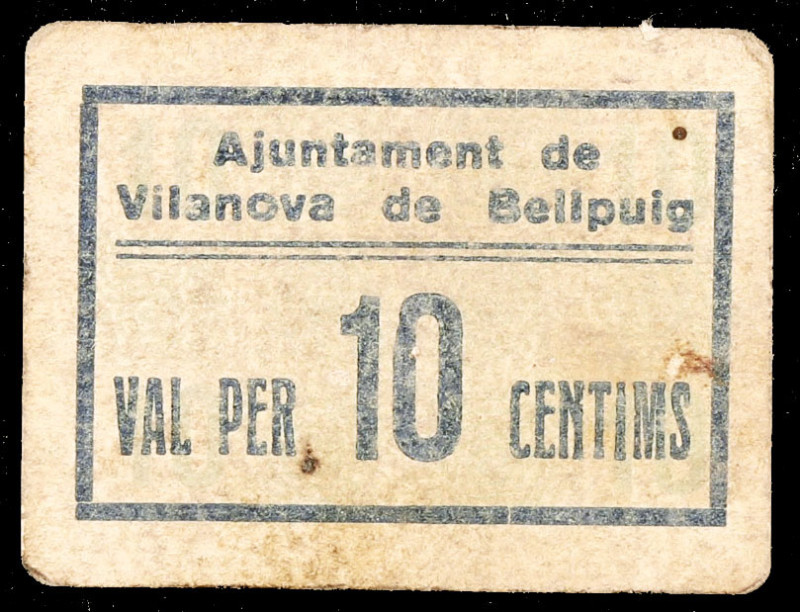 Ajuntament de
Vilanova de Bellpuig
VAL PER 10 CENTIMS